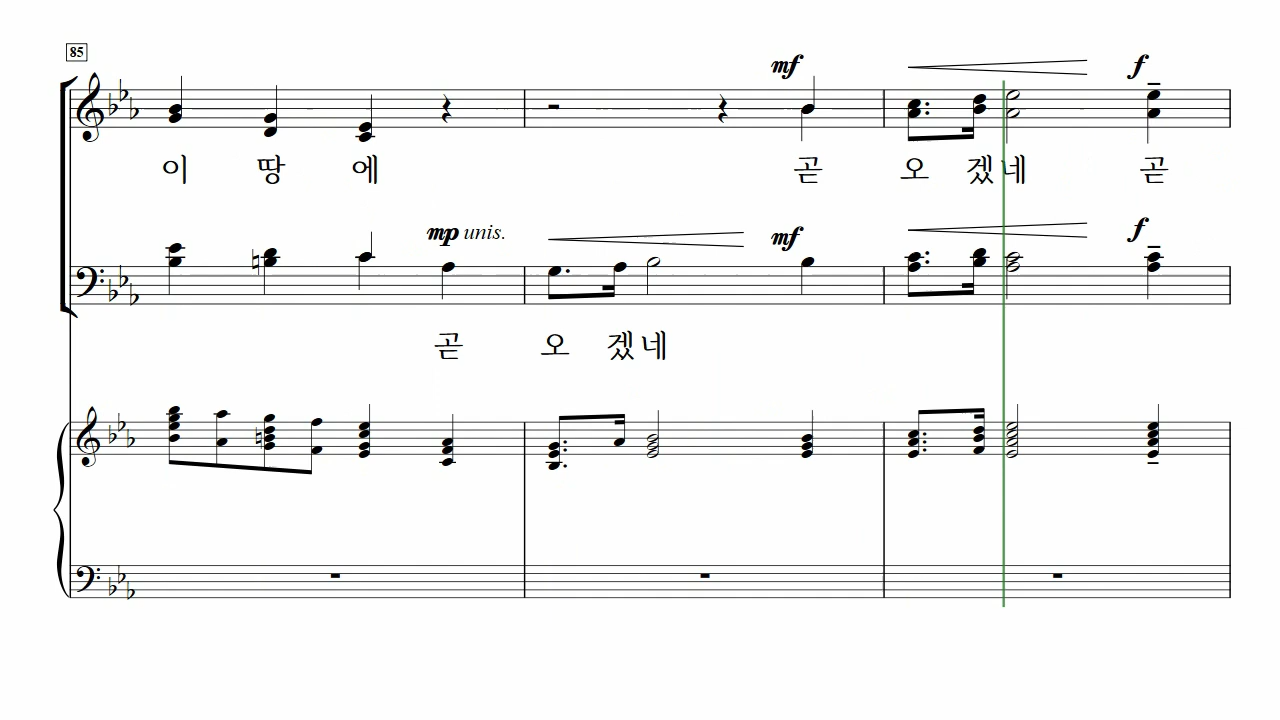 85
mf f
이 땅 에 곧 오 겠 네 곧
mp unis. mf f
곧 오 겠 네